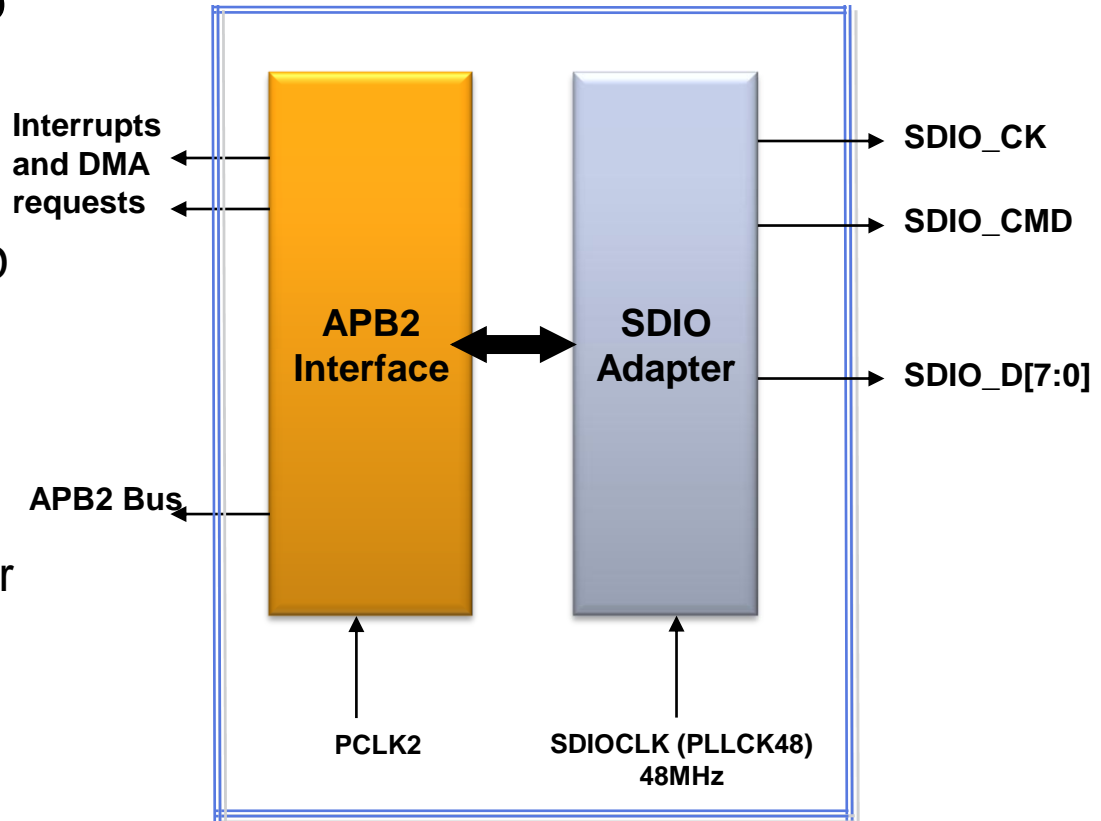 Interrupts
and DMA
requests
APB2 Bus
r
APB2
Interface
SDIO
Adapter
SDIO_CK
SDIO_CMD
SDIO_D[7:0]
PCLK2
SDIOCLK (PLLCK48)
48MHz